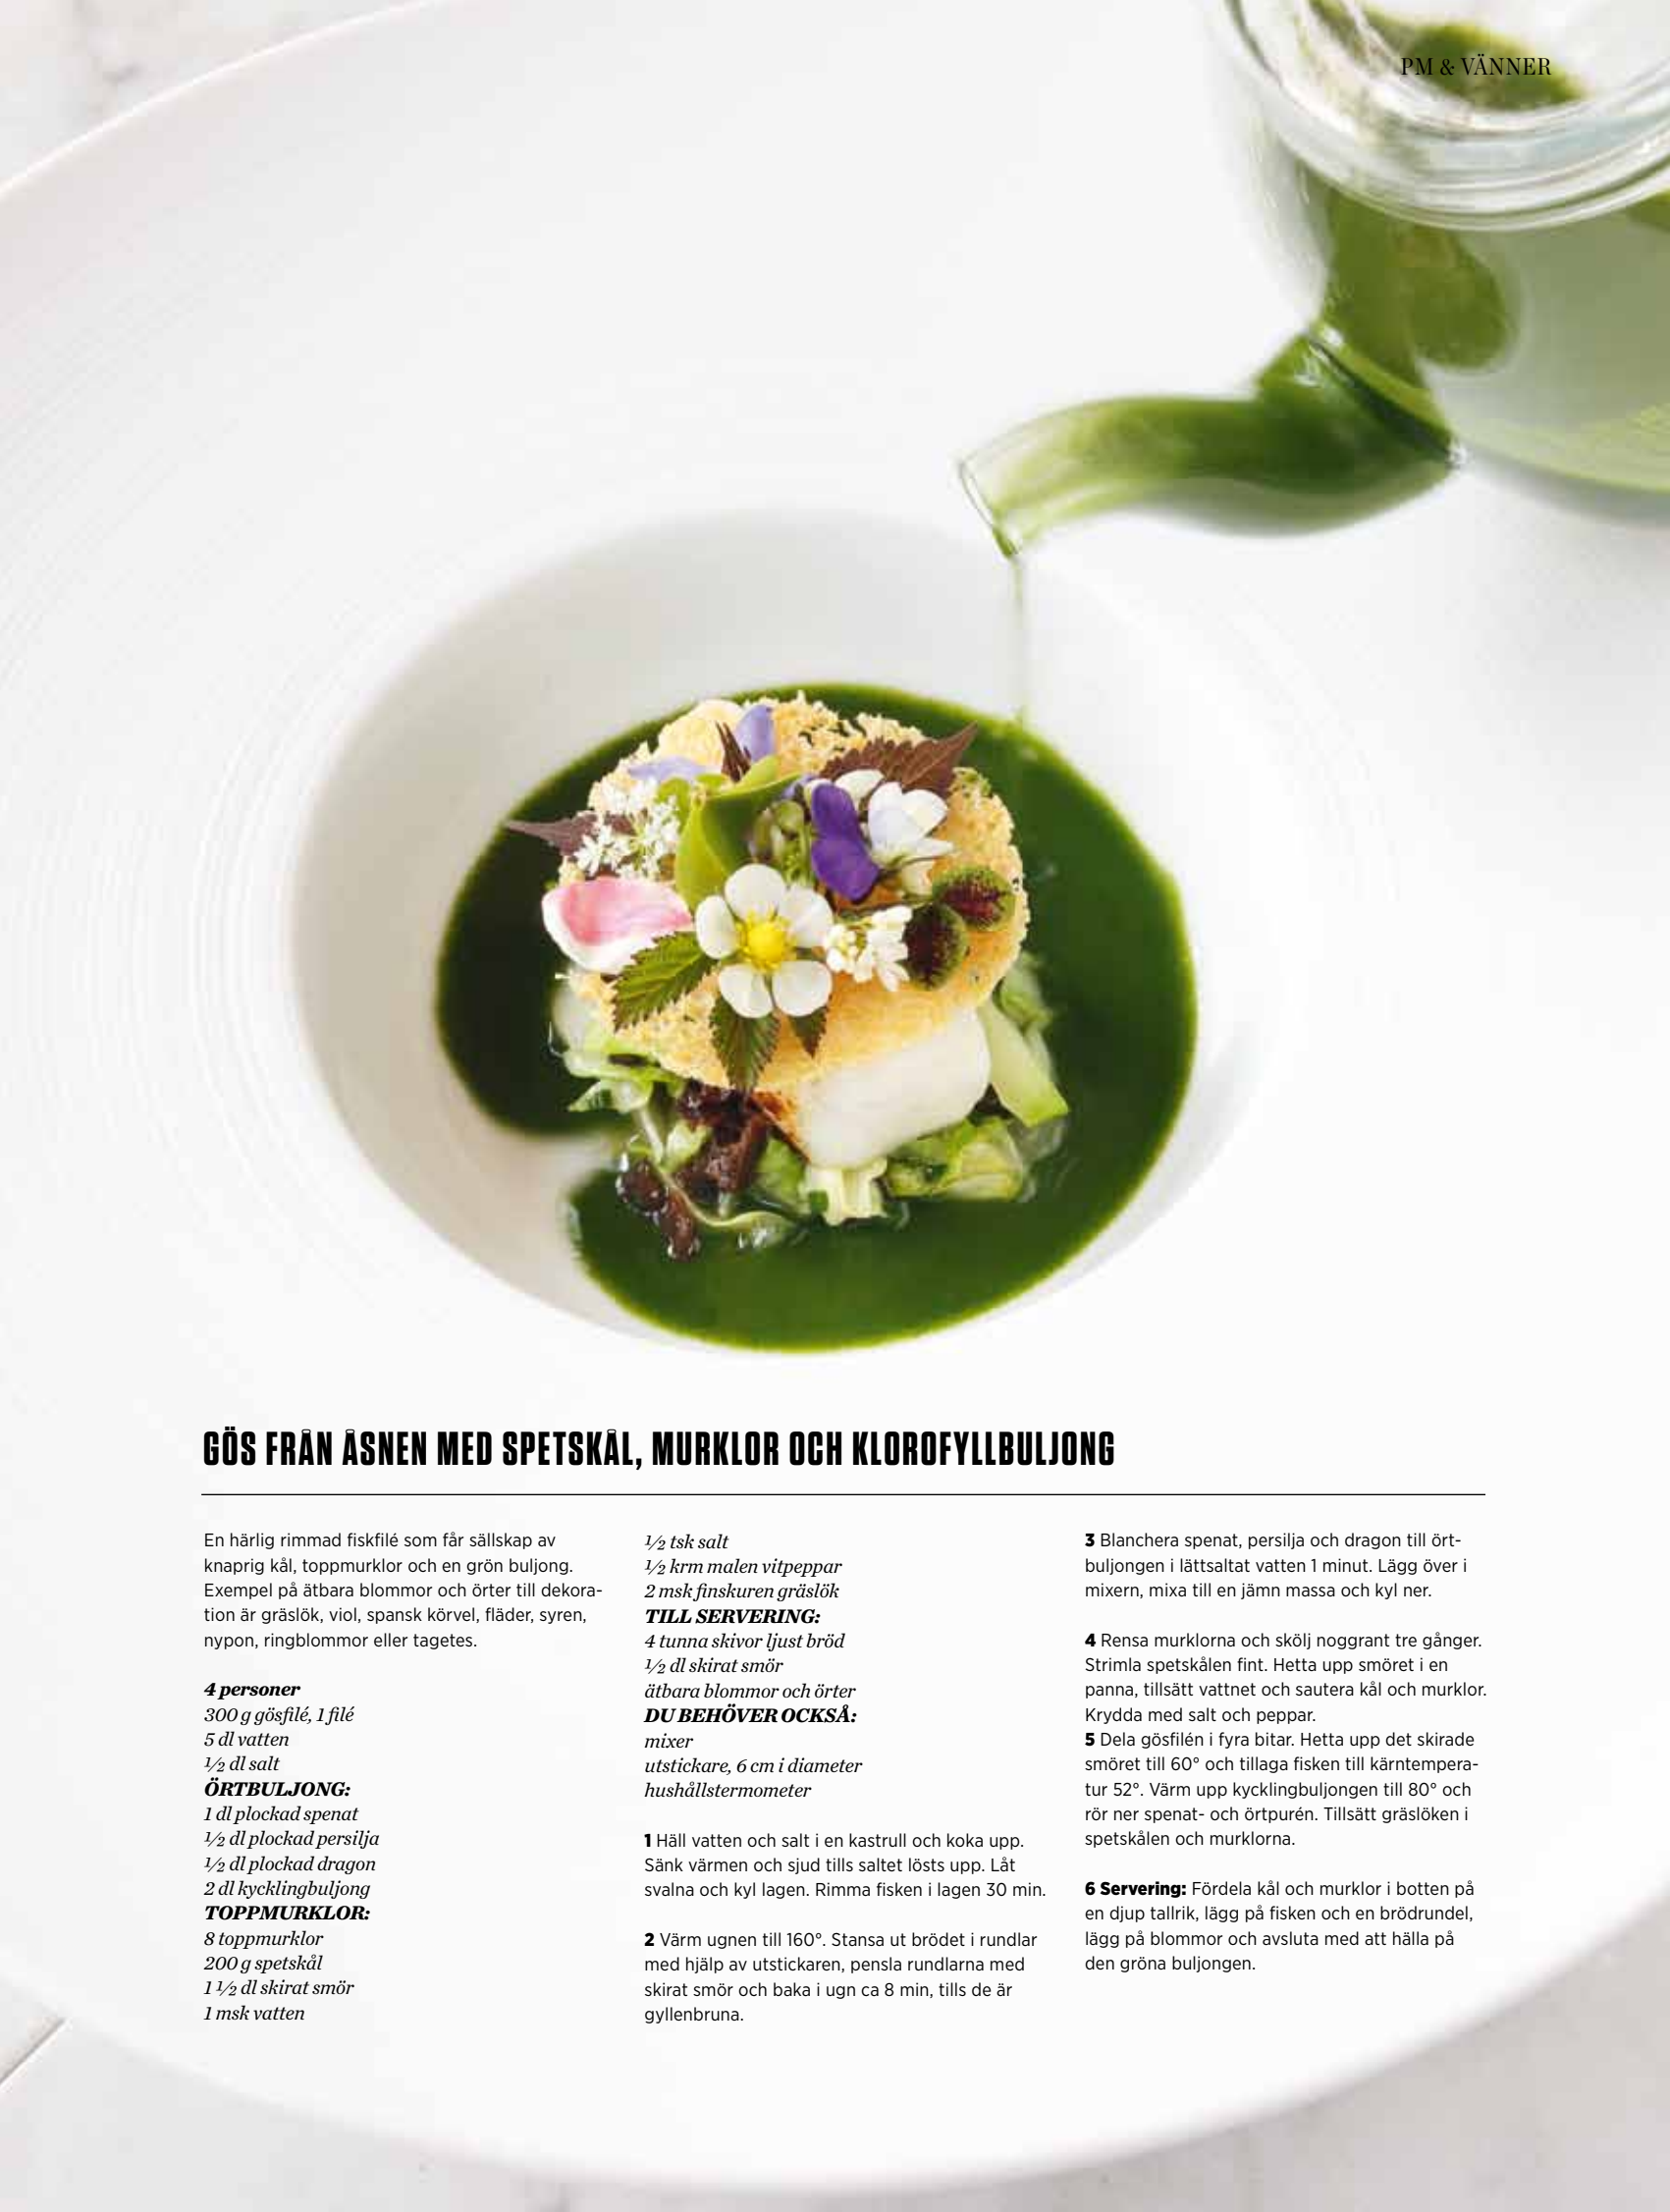 PM & VÄNNER
GÖS FRÅN ÅSNEN MED SPETSKÅL, MURKLOR OCH KLOROFYLLBULJONG
En härlig rimmad fiskfilé som får sällskap av
knaprig kål, toppmurklor och en grön buljong.
Exempel på ätbara blommor och örter till dekora-
tion är gräslök, viol, spansk körvel, fläder, syren,
nypon, ringblommor eller tagetes.
4 personer
300 g gösfilé, 1 filé
5 dl vatten
½ dl salt
ÖRTBULJONG:
1 dl plockad spenat
½ dl plockad persilja
½ dl plockad dragon
2 dl kycklingbuljong
TOPPMURKLOR:
8 toppmurklor
200 g spetskål
1 ½ dl skirat smör
1 msk vatten
½ tsk salt
½ krm malen vitpeppar
2 msk finskuren gräslök
TILL SERVERING:
4 tunna skivor ljust bröd
½ dl skirat smör
ätbara blommor och örter
DU BEHÖVER OCKSÅ:
mixer
utstickare, 6 cm i diameter
hushållstermometer
1 Häll vatten och salt i en kastrull och koka upp.
Sänk värmen och sjud tills saltet lösts upp. Låt
svalna och kyl lagen. Rimma fisken i lagen 30 min.
2 Värm ugnen till 160°. Stansa ut brödet i rundlar
med hjälp av utstickaren, pensla rundlarna med
skirat smör och baka i ugn ca 8 min, tills de är
gyllenbruna.
3 Blanchera spenat, persilja och dragon till ört-
buljongen i lättsaltat vatten 1 minut. Lägg över i
mixern, mixa till en jämn massa och kyl ner.
4 Rensa murklorna och skölj noggrant tre gånger.
Strimla spetskålen fint. Hetta upp smöret i en
panna, tillsätt vattnet och sautera kål och murklor.
Krydda med salt och peppar.
5 Dela gösfilén i fyra bitar. Hetta upp det skirade
smöret till 60° och tillaga fisken till kärntempera-
tur 52°. Värm upp kycklingbuljongen till 80° och
rör ner spenat- och örtpurén. Tillsätt gräslöken i
spetskålen och murklorna.
6 Servering: Fördela kål och murklor i botten på
en djup tallrik, lägg på fisken och en brödrundel,
lägg på blommor och avsluta med att hälla på
den gröna buljongen.